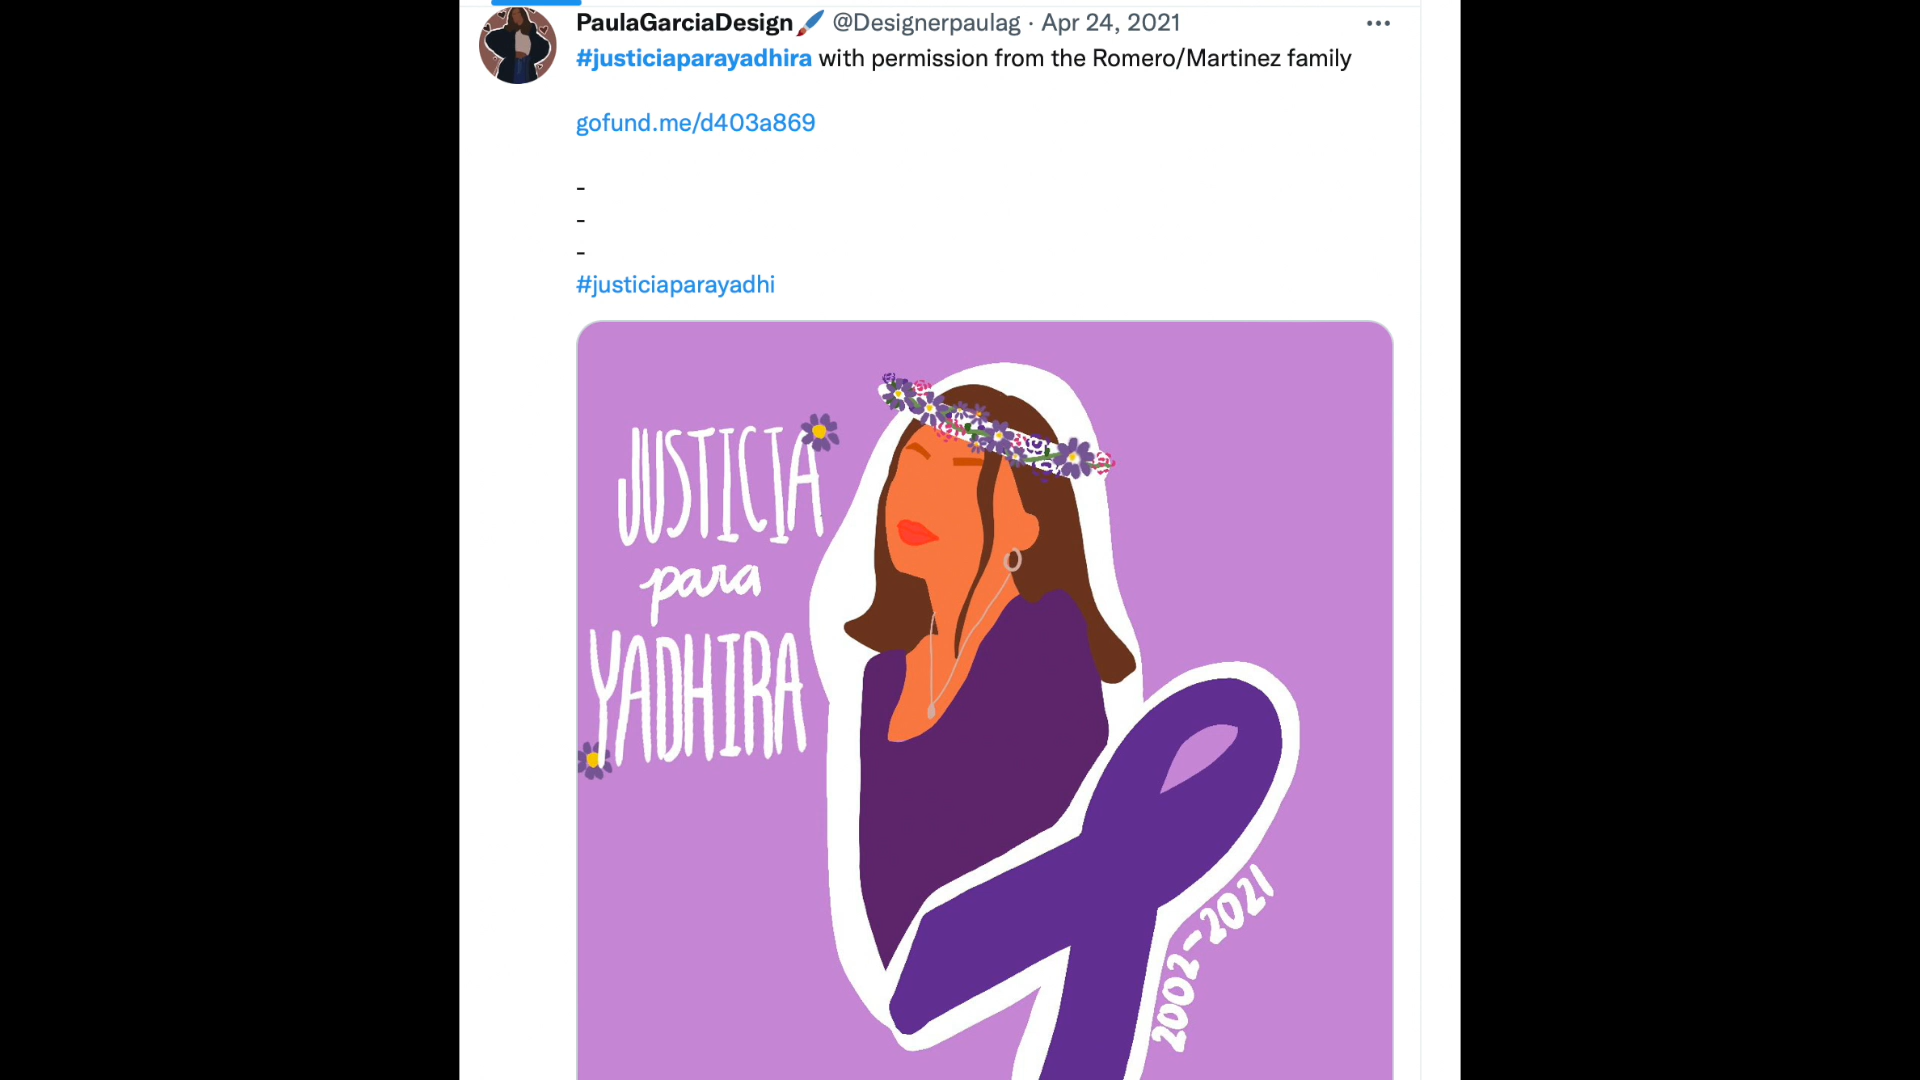 PaulaGarciaDesign🖌️ @Designerpaulag · Apr 24, 2021
#justiciaparayadhira with permission from the Romero/Martinez family
gofund.me/d403a869
-
-
-
#justiciaparayadhi
JUSTICIA
para
YADHIRA
2002-2021